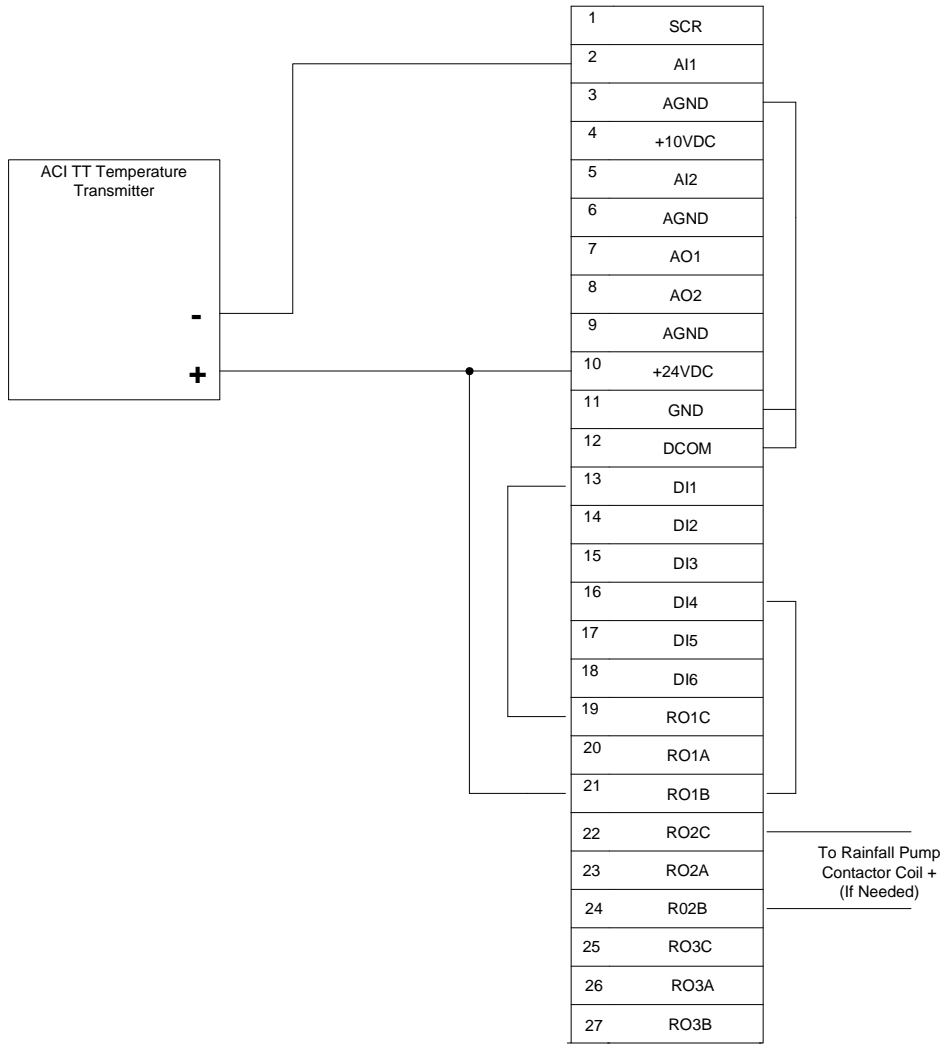 ACI TT Temperature
Transmitter
-
+
1 SCR
2 AI1
3 AGND
4 +10VDC
5 AI2
6 AGND
7 AO1
8 AO2
9 AGND
10 +24VDC
11 GND
12 DCOM
13 DI1
14 DI2
15 DI3
16 DI4
17 DI5
18 DI6
19 RO1C
20 RO1A
21 RO1B
22 RO2C
23 RO2A
24 R02B
25 RO3C
26 RO3A
27 RO3B
To Rainfall Pump
Contactor Coil +
(If Needed)